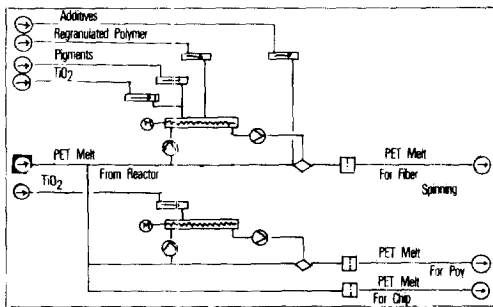 Additives
Regranulated Polymer
Pigments
TiO2
PET Melt
From Reactor
PET Melt
For Fiber
Spinning
TiO2
PET Melt
For Poy
PET Melt
For Chip